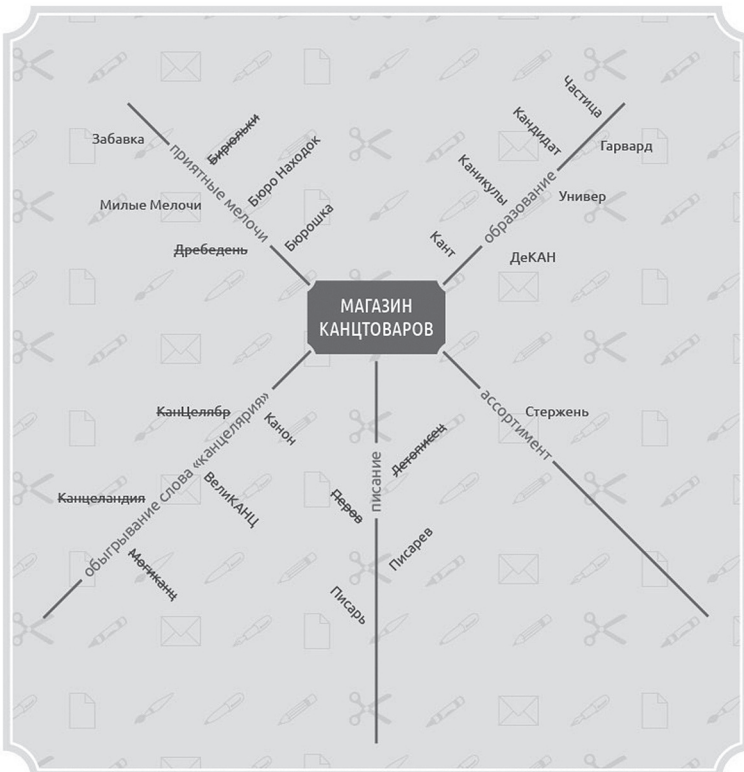 Забавка
приятные мелочи
Бирюльки
Бюро Находок
Милые Мелочи
Дребедень
Бюрошка
Частица
Кандидат
Гарвард
Каникулы
образование
Универ
Кант
ДеКАН
МАГАЗИН
КАНЦТОВАРОВ
КанЦелябр
обыгрывание слова «канцелярия»
Канон
Канцеландия
ВелиКАНЦ
Могиканц
писание
Летописец
Перов
Писарев
Писарь
ассортимент
Стержень